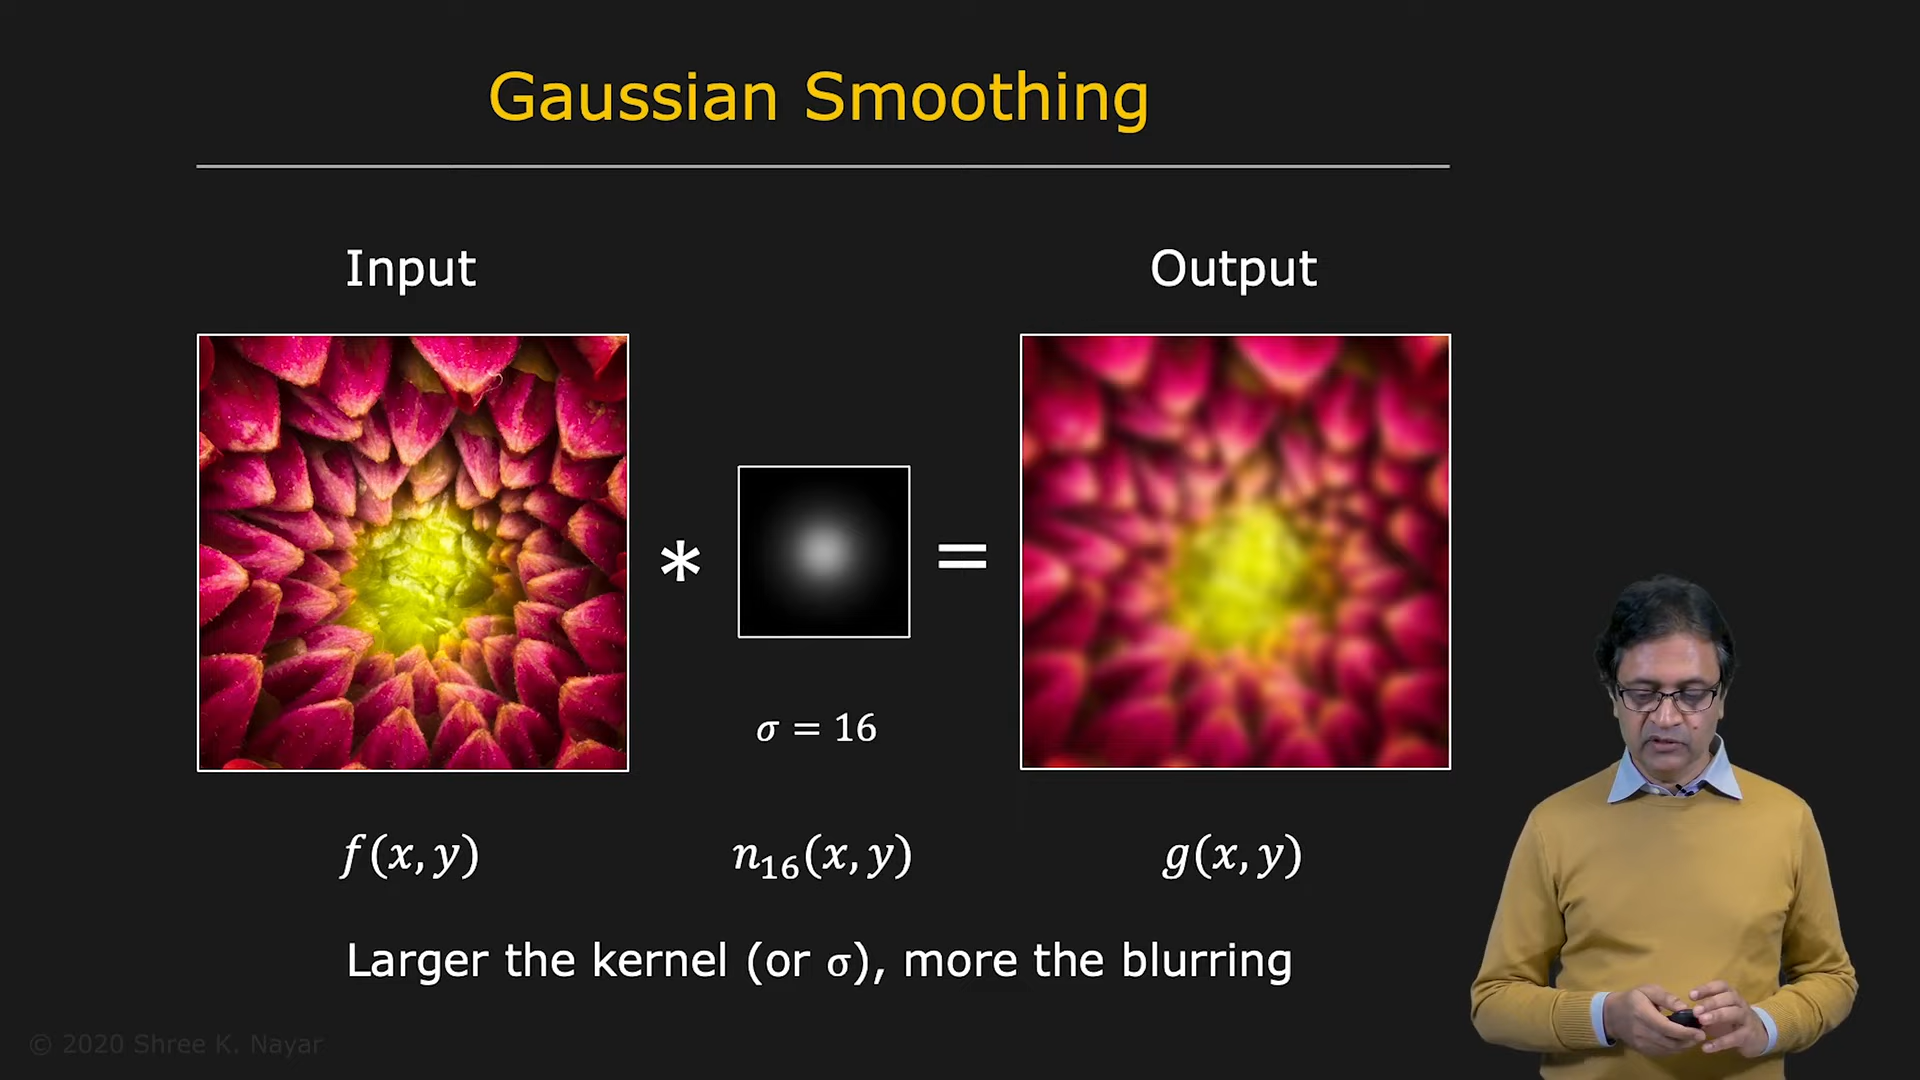 Gaussian Smoothing
Input
Output
*
=
σ = 16
f(x, y)
n₁₆(x, y)
g(x, y)
Larger the kernel (or σ), more the blurring
© 2020 Shree K. Nayar